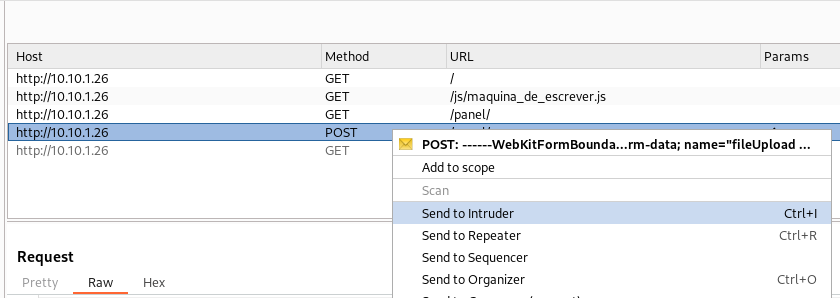 Host Method URL Params
http://10.10.1.26 GET /
http://10.10.1.26 GET /js/maquina_de_escrever.js
http://10.10.1.26 GET /panel/
http://10.10.1.26 POST
http://10.10.1.26 GET
POST: ------WebKitFormBounda...rm-data; name="fileUpload ...
Add to scope
Scan
Send to Intruder Ctrl+I
Send to Repeater Ctrl+R
Send to Sequencer
Send to Organizer Ctrl+O
Request
Pretty Raw Hex